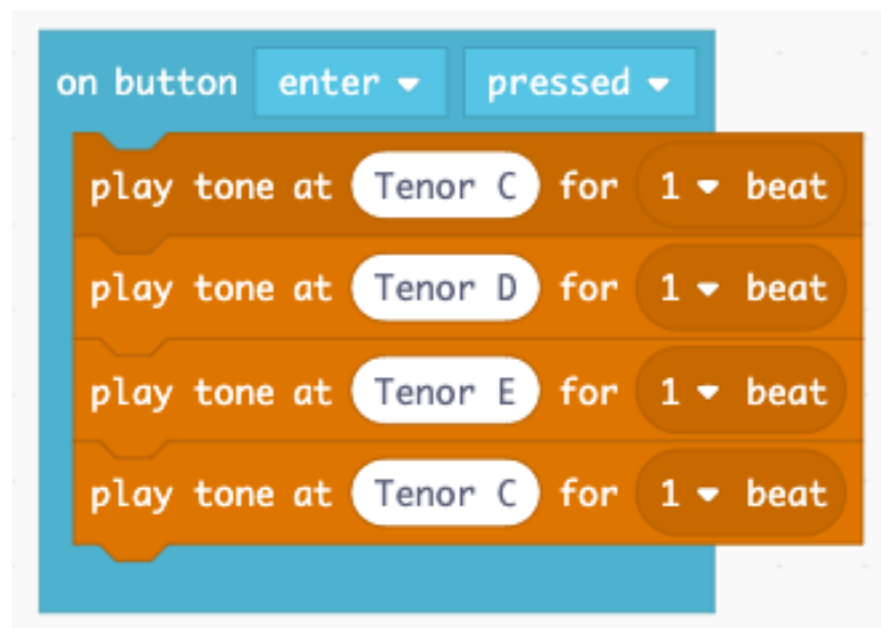 on button enter pressed
play tone at Tenor C for 1 beat
play tone at Tenor D for 1 beat
play tone at Tenor E for 1 beat
play tone at Tenor C for 1 beat